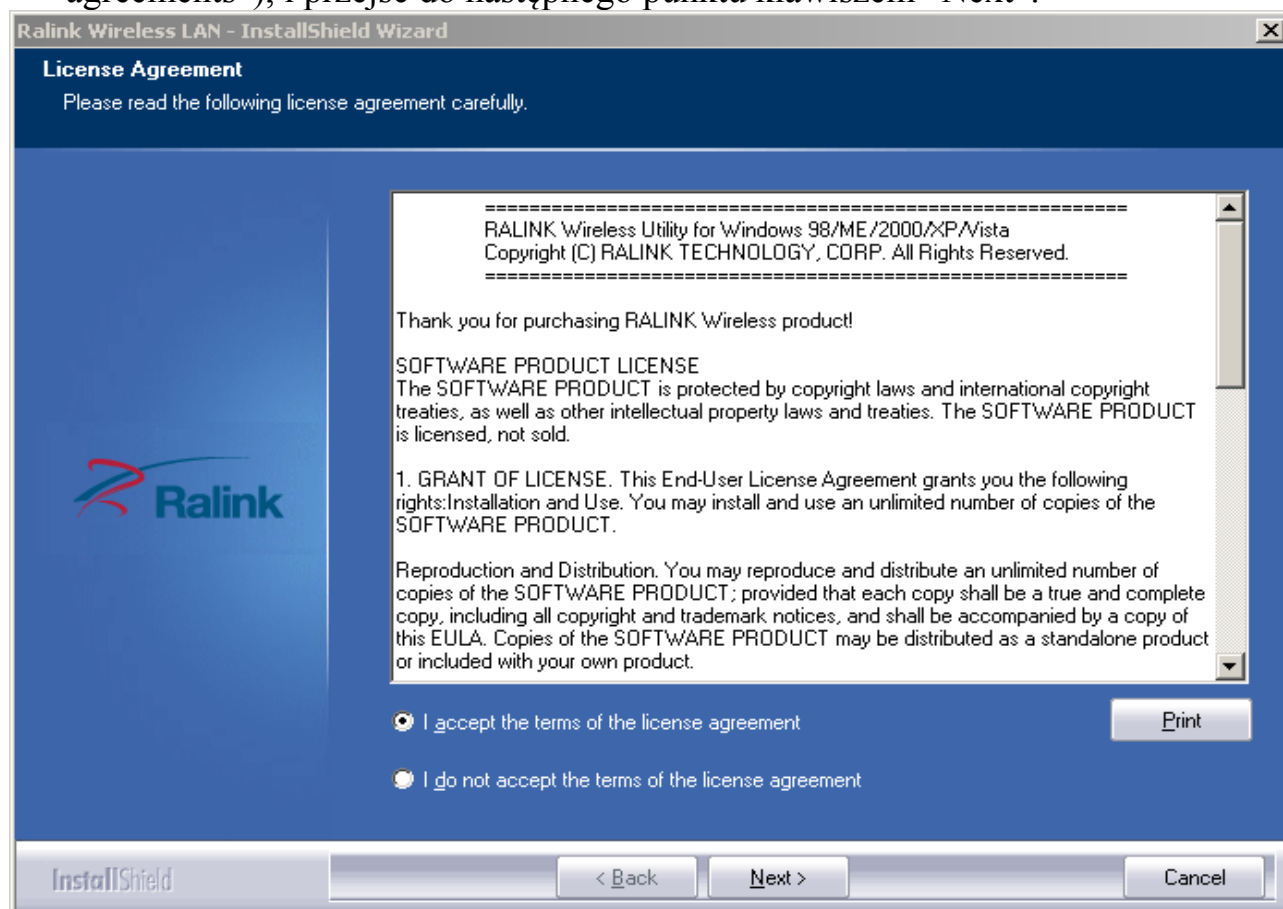 agreements"), i przejść do następnego punktu klawiszem "Next".
Ralink Wireless LAN - InstallShield Wizard
License Agreement
Please read the following license agreement carefully.
==========================================================
RALINK Wireless Utility for Windows 98/ME/2000/XP/Vista
Copyright (C) RALINK TECHNOLOGY, CORP. All Rights Reserved.
==========================================================
Thank you for purchasing RALINK Wireless product!
SOFTWARE PRODUCT LICENSE
The SOFTWARE PRODUCT is protected by copyright laws and international copyright
treaties, as well as other intellectual property laws and treaties. The SOFTWARE PRODUCT
is licensed, not sold.
1. GRANT OF LICENSE. This End-User License Agreement grants you the following
rights:Installation and Use. You may install and use an unlimited number of copies of the
SOFTWARE PRODUCT.
Reproduction and Distribution. You may reproduce and distribute an unlimited number of
copies of the SOFTWARE PRODUCT; provided that each copy shall be a true and complete
copy, including all copyright and trademark notices, and shall be accompanied by a copy of
this EULA. Copies of the SOFTWARE PRODUCT may be distributed as a standalone product
or included with your own product.
Ralink
I accept the terms of the license agreement
Print
I do not accept the terms of the license agreement
InstallShield
< Back
Next >
Cancel